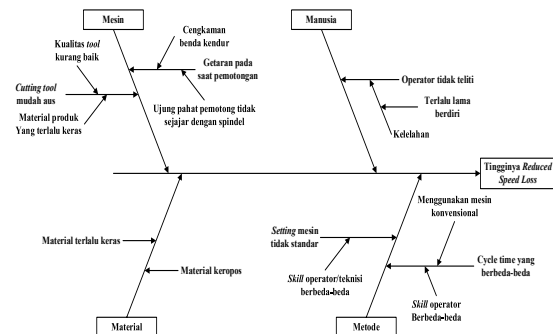 Mesin
Manusia
Cengkaman
benda kendur
Kualitas tool
kurang baik
Getaran pada
saat pemotongan
Cutting tool
mudah aus
Material produk
Yang terlalu keras
Ujung pahat pemotong tidak
sejajar dengan spindel
Operator tidak teliti
Terlalu lama
berdiri
Kelelahan
Tingginya Reduced
Speed Loss
Menggunakan mesin
konvensional
Setting mesin
tidak standar
Material terlalu keras
Material keropos
Cycle time yang
berbeda-beda
Skill operator/teknisi
berbeda-beda
Skill operator
Berbeda-beda
Material
Metode